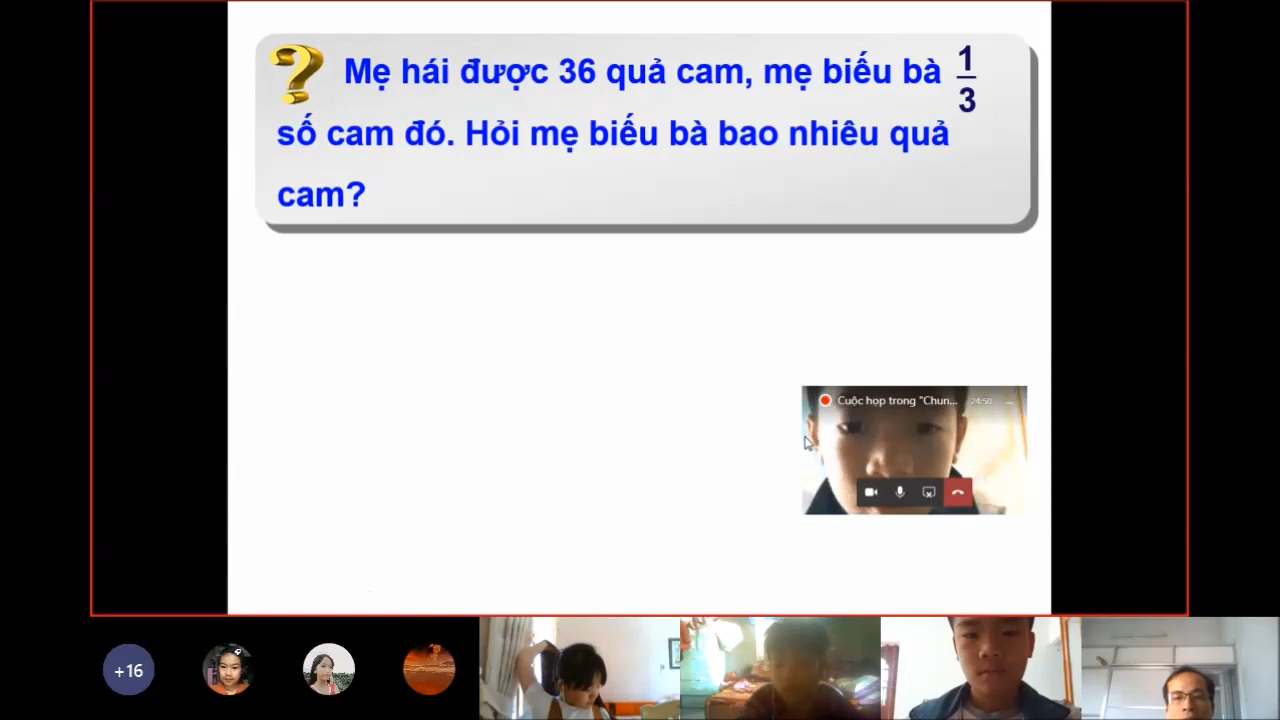 Mẹ hái được 36 quả cam, mẹ biếu bà 1/3
số cam đó. Hỏi mẹ biếu bà bao nhiêu quả
cam?
Cuộc họp trong "Chun... 24:50
+16